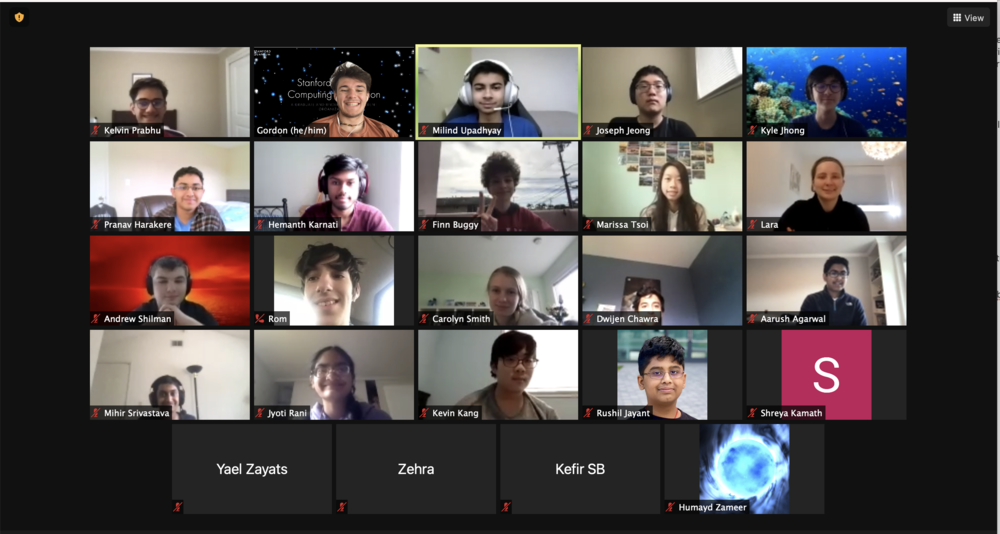 View
Kelvin Prabhu
Stanford
Computing
Gordon (he/him)
Milind Upadhyay
Joseph Jeong
Kyle Jhong
Pranav Harakere
Hemanth Karnati
Finn Buggy
Marissa Tsoi
Lara
Andrew Shilman
Rom
Carolyn Smith
Dwijen Chawra
Aarush Agarwal
Mihir Srivastava
Jyoti Rani
Kevin Kang
Rushil Jayant
S
Shreya Kamath
Yael Zayats
Zehra
Kefir SB
Humayd Zameer